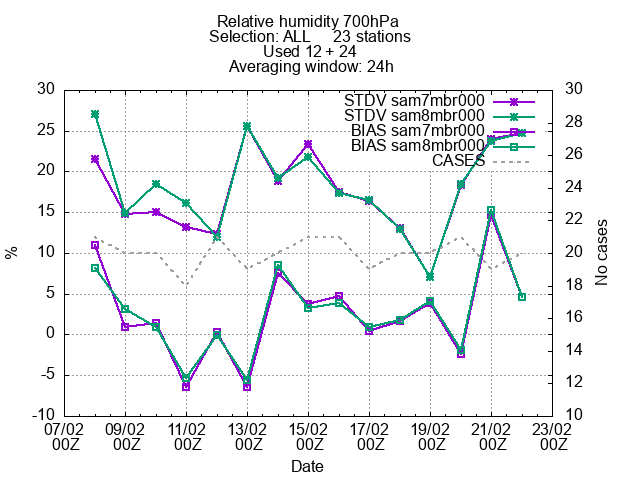 Relative humidity 700hPa
Selection: ALL 23 stations
Used 12 + 24
Averaging window: 24h
STDV sam7mbr000
STDV sam8mbr000
BIAS sam7mbr000
BIAS sam8mbr000
CASES
30
25
20
15
10
5
0
-5
-10
%
30
28
26
24
22
20
18
16
14
12
10
No cases
07/02 09/02 11/02 13/02 15/02 17/02 19/02 21/02 23/02
00Z 00Z 00Z 00Z 00Z 00Z 00Z 00Z 00Z
Date